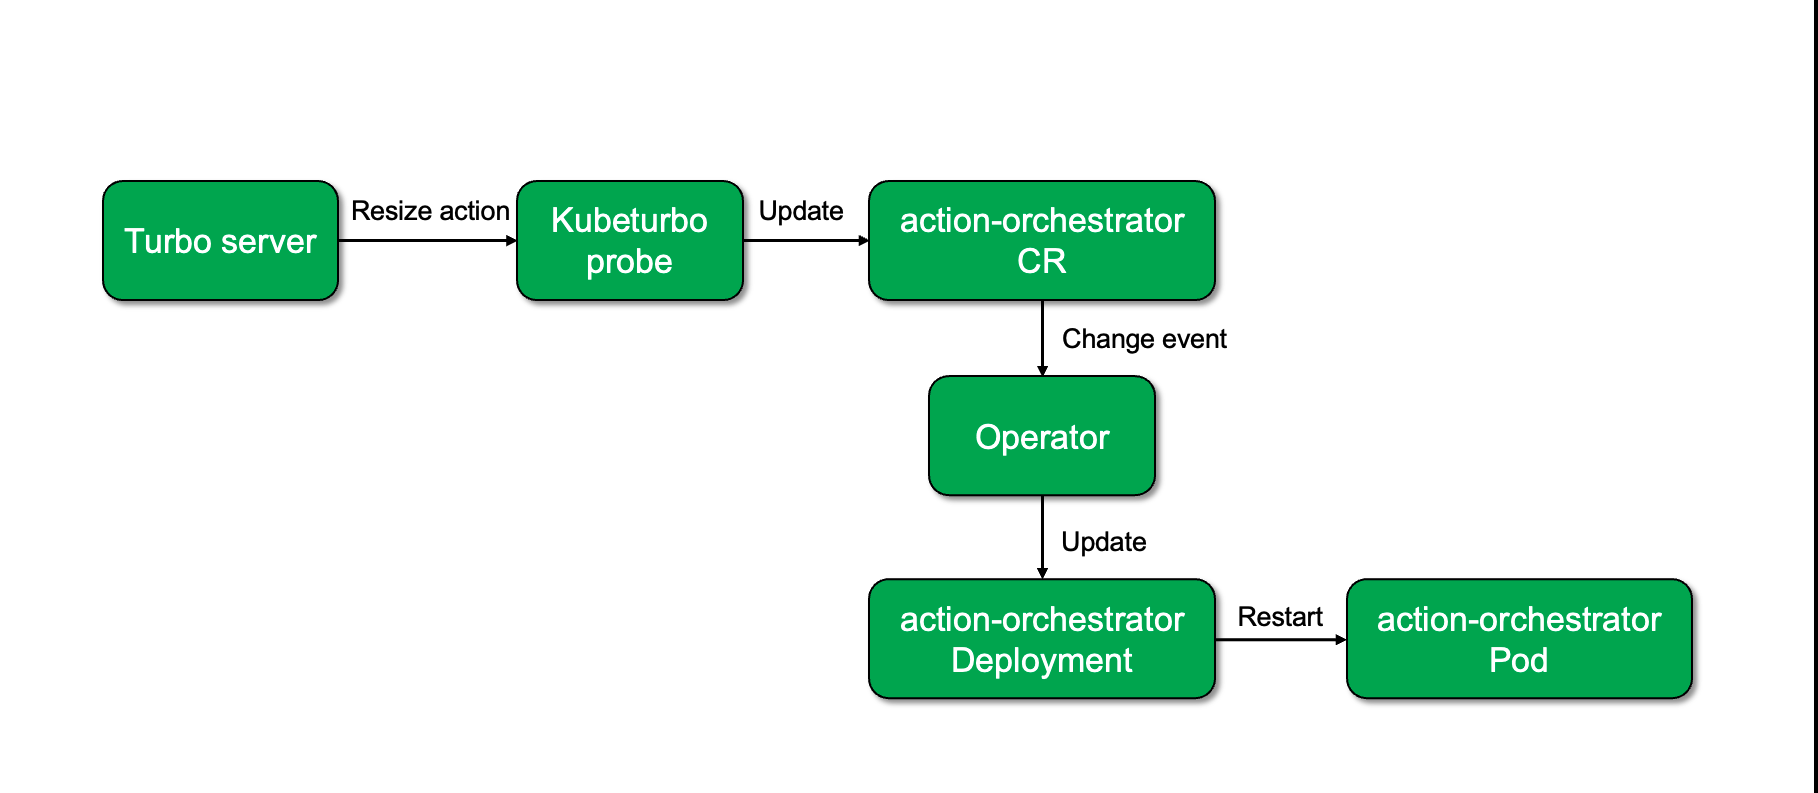 Turbo server
Resize action
Kubeturbo
probe
Update
action-orchestrator
CR
Change event
Operator
Update
action-orchestrator
Deployment
Restart
action-orchestrator
Pod